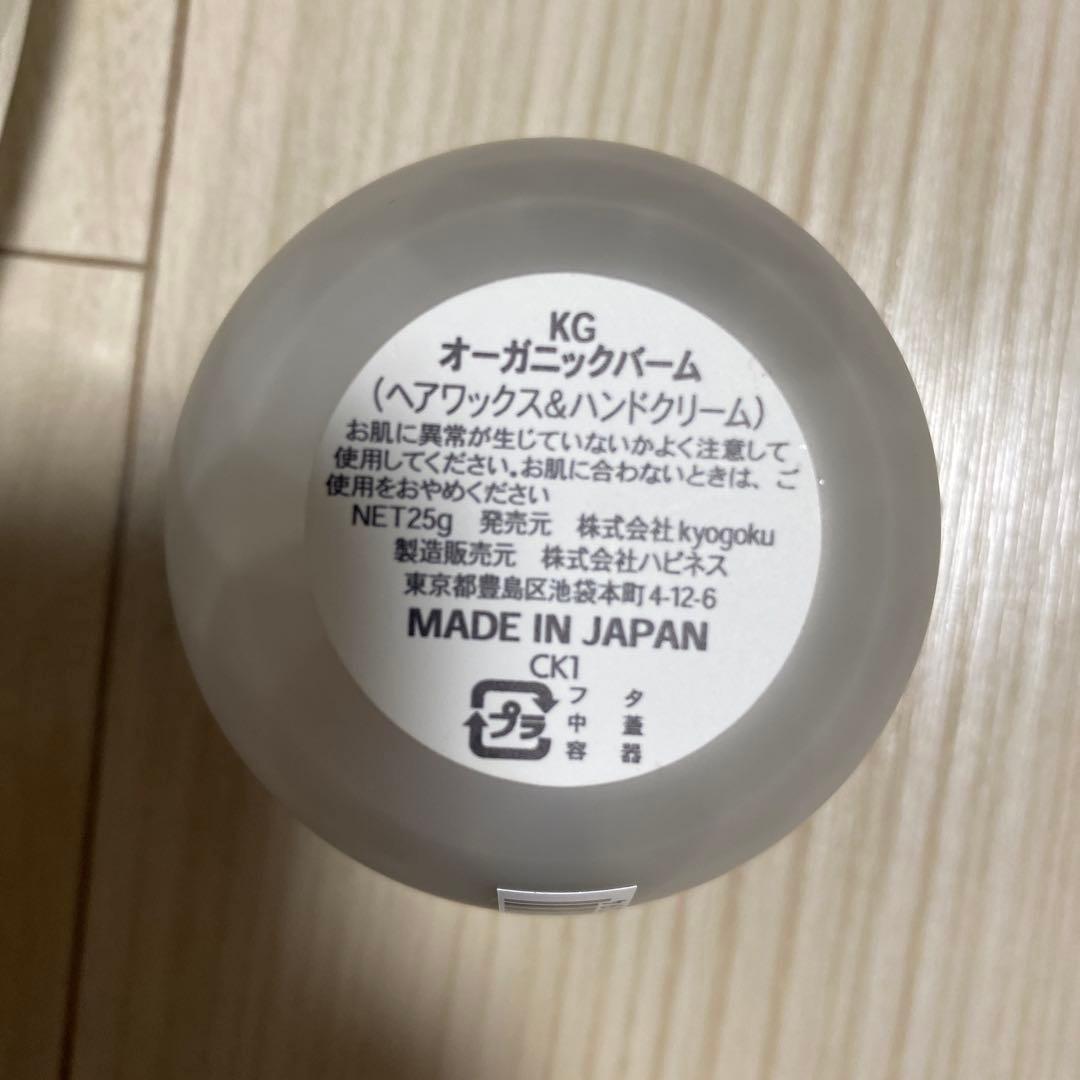 KG
オーガニックバーム
(ヘアワックス&ハンドクリーム)
お肌に異常が生じていないかよく注意して
使用してください.お肌に合わないときは、ご
使用をおやめください
NET25g 発売元 株式会社kyogoku
製造販売元 株式会社ハピネス
東京都豊島区池袋本町4-12-6
MADE IN JAPAN
CK1
プラ
フタ
中蓋
容器